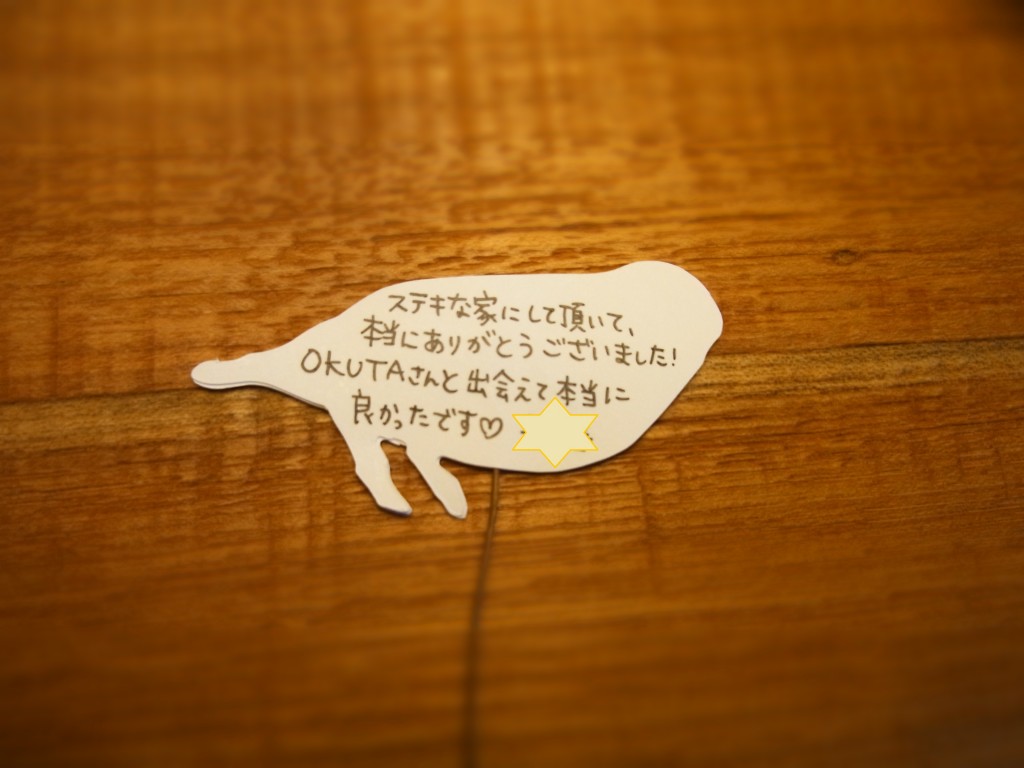 ステキな家にして頂いて、
本当にありがとうございました!
OKUTAさんと出会えて本当に
良かったです♡